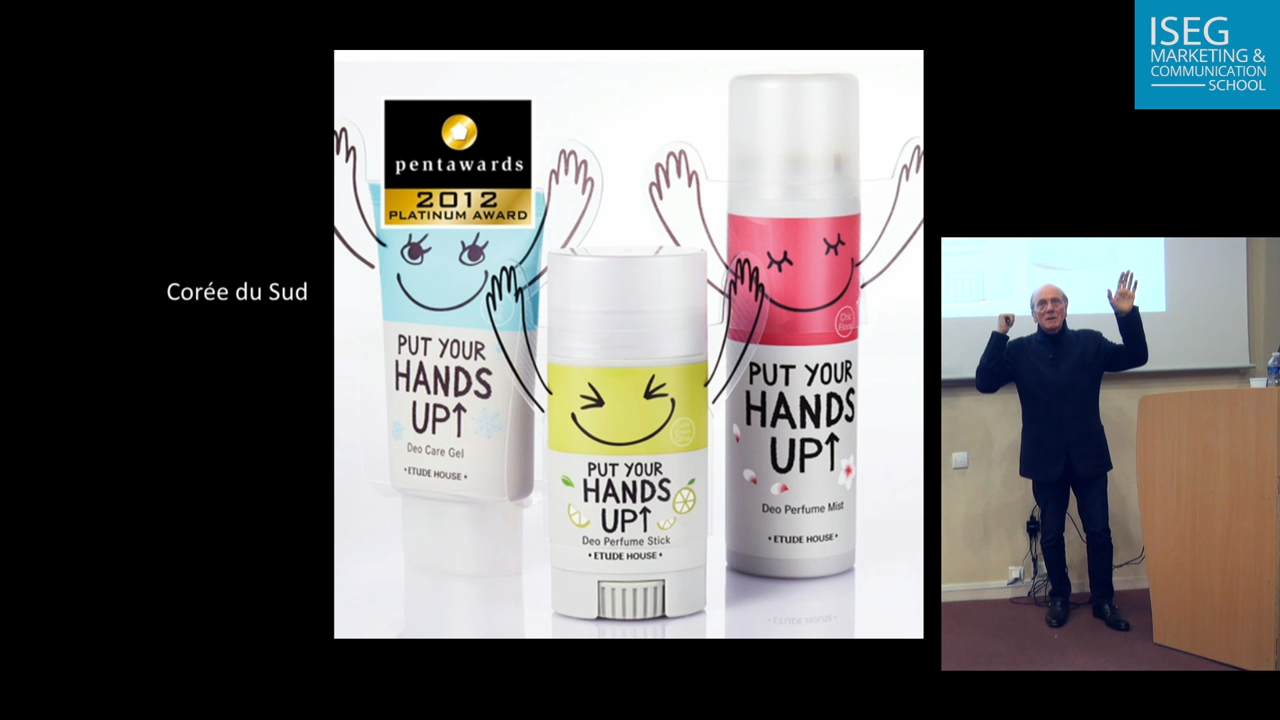 ISEG
MARKETING &
COMMUNICATION
SCHOOL
Corée du Sud
pentawards
2012
PLATINUM AWARD
PUT YOUR
HANDS
UP↑
Deo Care Gel
• ETUDE HOUSE •
PUT YOUR
HANDS
UP↑
Deo Perfume Stick
• ETUDE HOUSE •
Chic
Floral
PUT YOUR
HANDS
UP↑
Deo Perfume Mist
• ETUDE HOUSE •